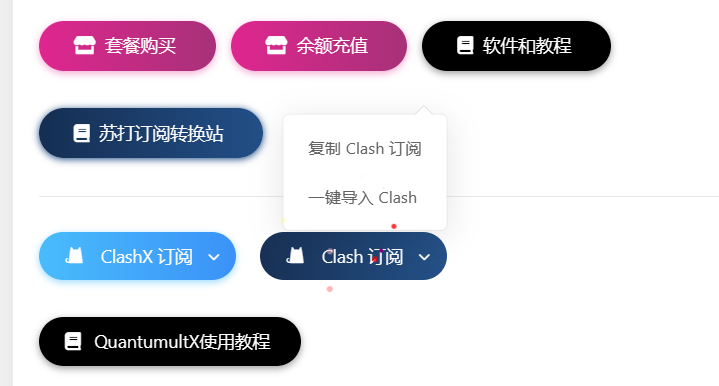 套餐购买
余额充值
软件和教程
苏打订阅转换站
复制 Clash 订阅
一键导入 Clash
ClashX 订阅
Clash 订阅
QuantumultX使用教程